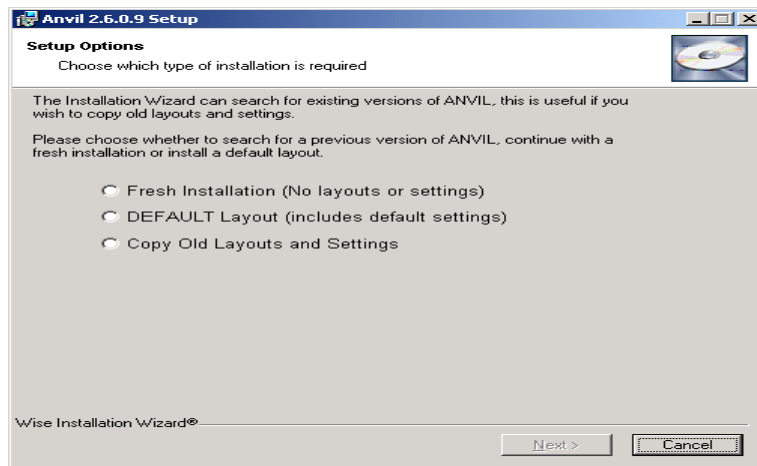 Anvil 2.6.0.9 Setup
Setup Options
Choose which type of installation is required
The Installation Wizard can search for existing versions of ANVIL, this is useful if you
wish to copy old layouts and settings.
Please choose whether to search for a previous version of ANVIL, continue with a
fresh installation or install a default layout.
Fresh Installation (No layouts or settings)
DEFAULT Layout (includes default settings)
Copy Old Layouts and Settings
Wise Installation Wizard®
Next >
Cancel